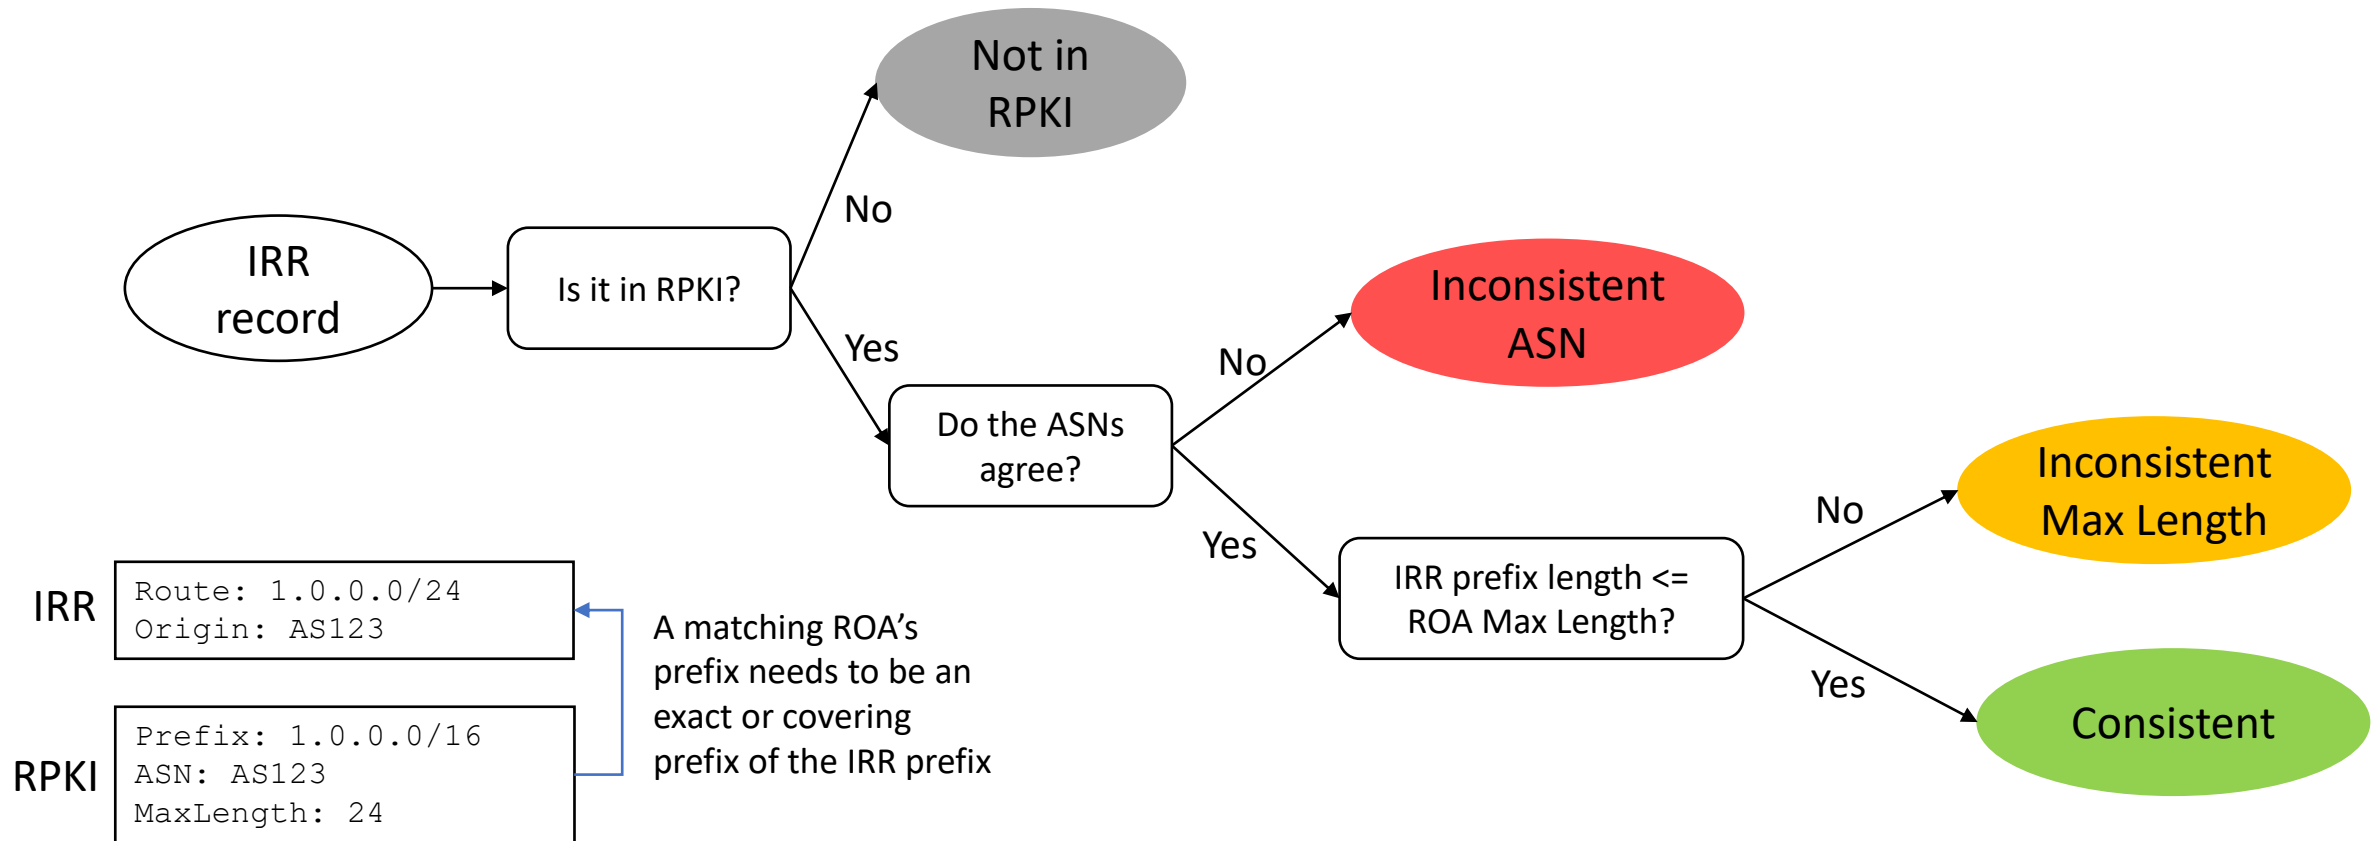 Not in
RPKI
No
IRR
record
Is it in RPKI?
Yes
Inconsistent
ASN
No
Do the ASNs
agree?
Yes
Inconsistent
Max Length
No
IRR prefix length <=
ROA Max Length?
Yes
Consistent
IRR
Route: 1.0.0.0/24
Origin: AS123
RPKI
Prefix: 1.0.0.0/16
ASN: AS123
MaxLength: 24
A matching ROA’s
prefix needs to be an
exact or covering
prefix of the IRR prefix